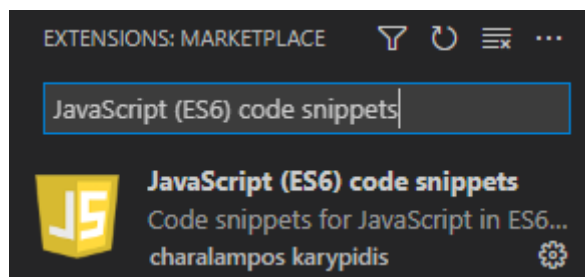 EXTENSIONS: MARKETPLACE
JavaScript (ES6) code snippets
JavaScript (ES6) code snippets
JS
Code snippets for JavaScript in ES6...
charalampos karypidis